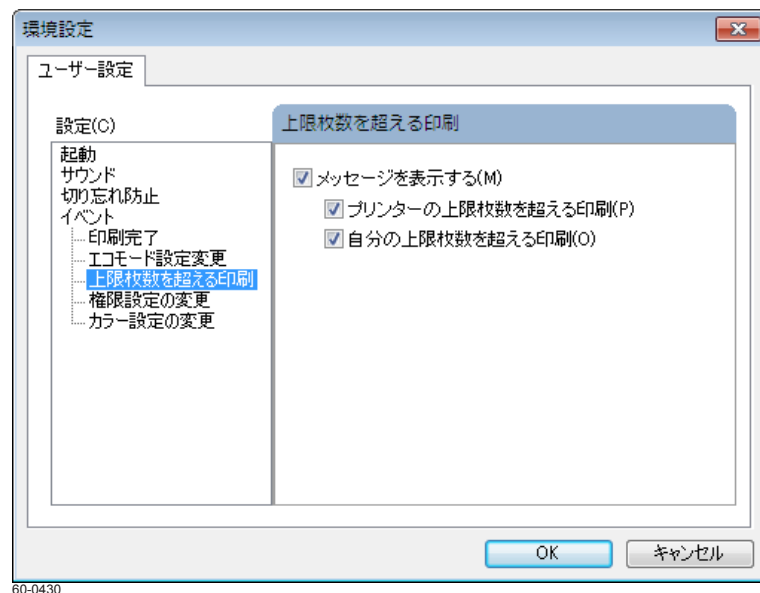 環境設定
ユーザー設定
設定(C)
起動
サウンド
切り忘れ防止
イベント
印刷完了
エコモード設定変更
上限枚数を超える印刷
権限設定の変更
カラー設定の変更
上限枚数を超える印刷
メッセージを表示する(M)
プリンターの上限枚数を超える印刷(P)
自分の上限枚数を超える印刷(O)
OK
キャンセル
60-0430